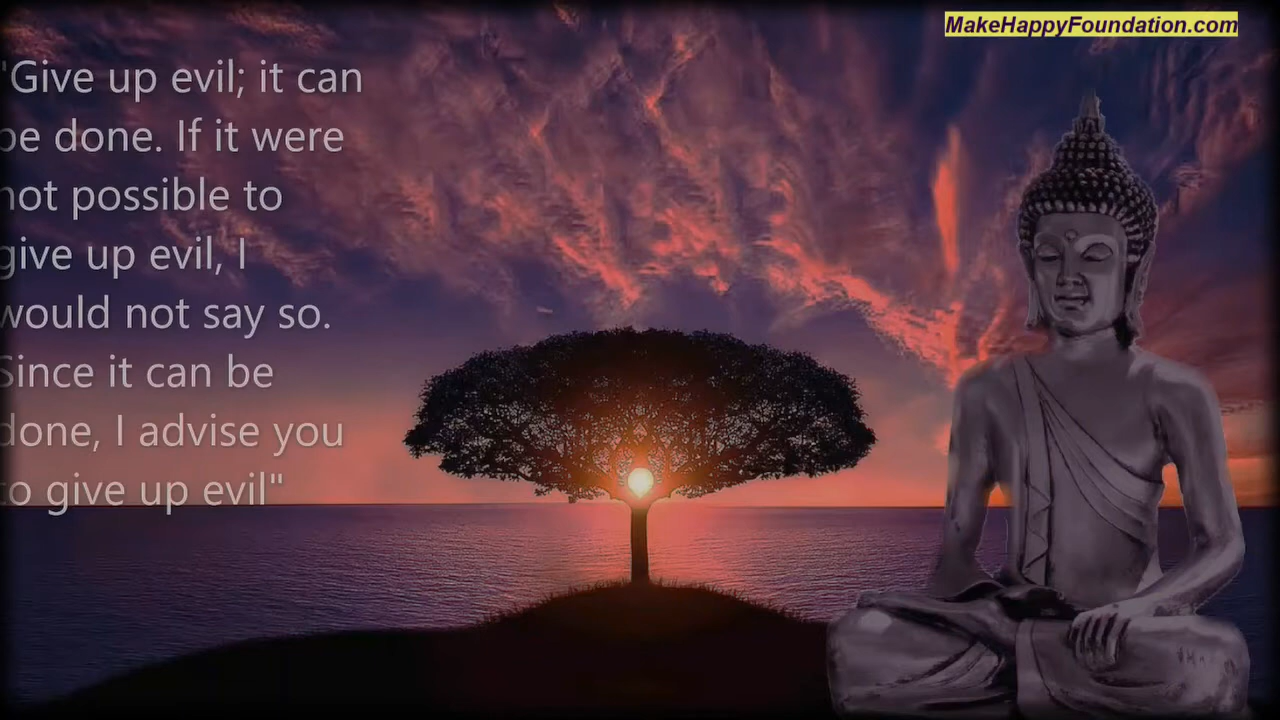 MakeHappyFoundation.com
"Give up evil; it can
be done. If it were
not possible to
give up evil, I
would not say so.
Since it can be
done, I advise you
to give up evil"